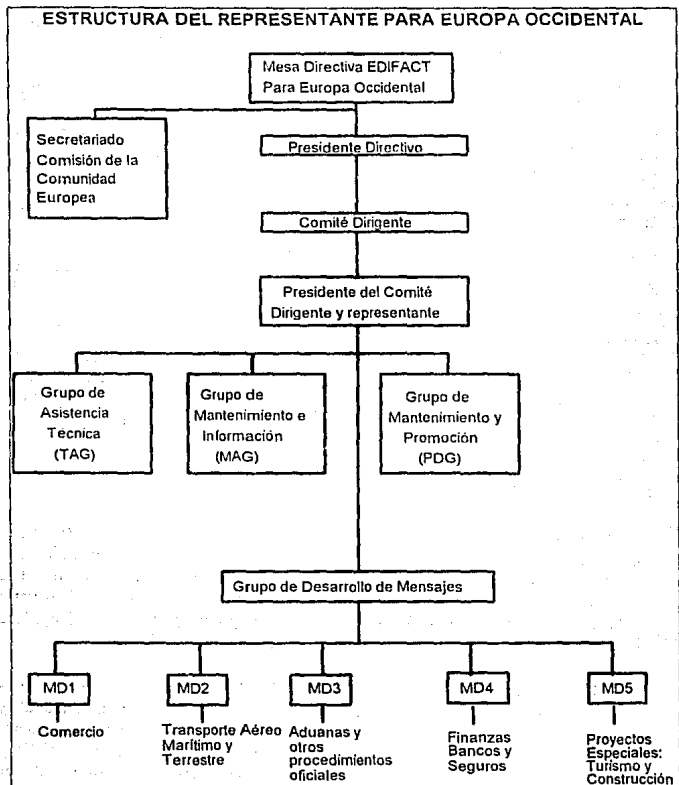 ESTRUCTURA DEL REPRESENTANTE PARA EUROPA OCCIDENTAL
Mesa Directiva EDIFACT
Para Europa Occidental
Secretariado
Comisión de la
Comunidad
Europea
Presidente Directivo
Comité Dirigente
Presidente del Comité
Dirigente y representante
Grupo de
Asistencia
Técnica
(TAG)
Grupo de
Mantenimiento e
Información
(MAG)
Grupo de
Mantenimiento y
Promoción
(PDG)
Grupo de Desarrollo de Mensajes
MD1
MD2
MD3
MD4
MD5
Comercio
Transporte Aéreo
Marítimo y
Terrestre
Aduanas y
otros
procedimientos
oficiales
Finanzas
Bancos y
Seguros
Proyectos
Especiales:
Turismo y
Construcción